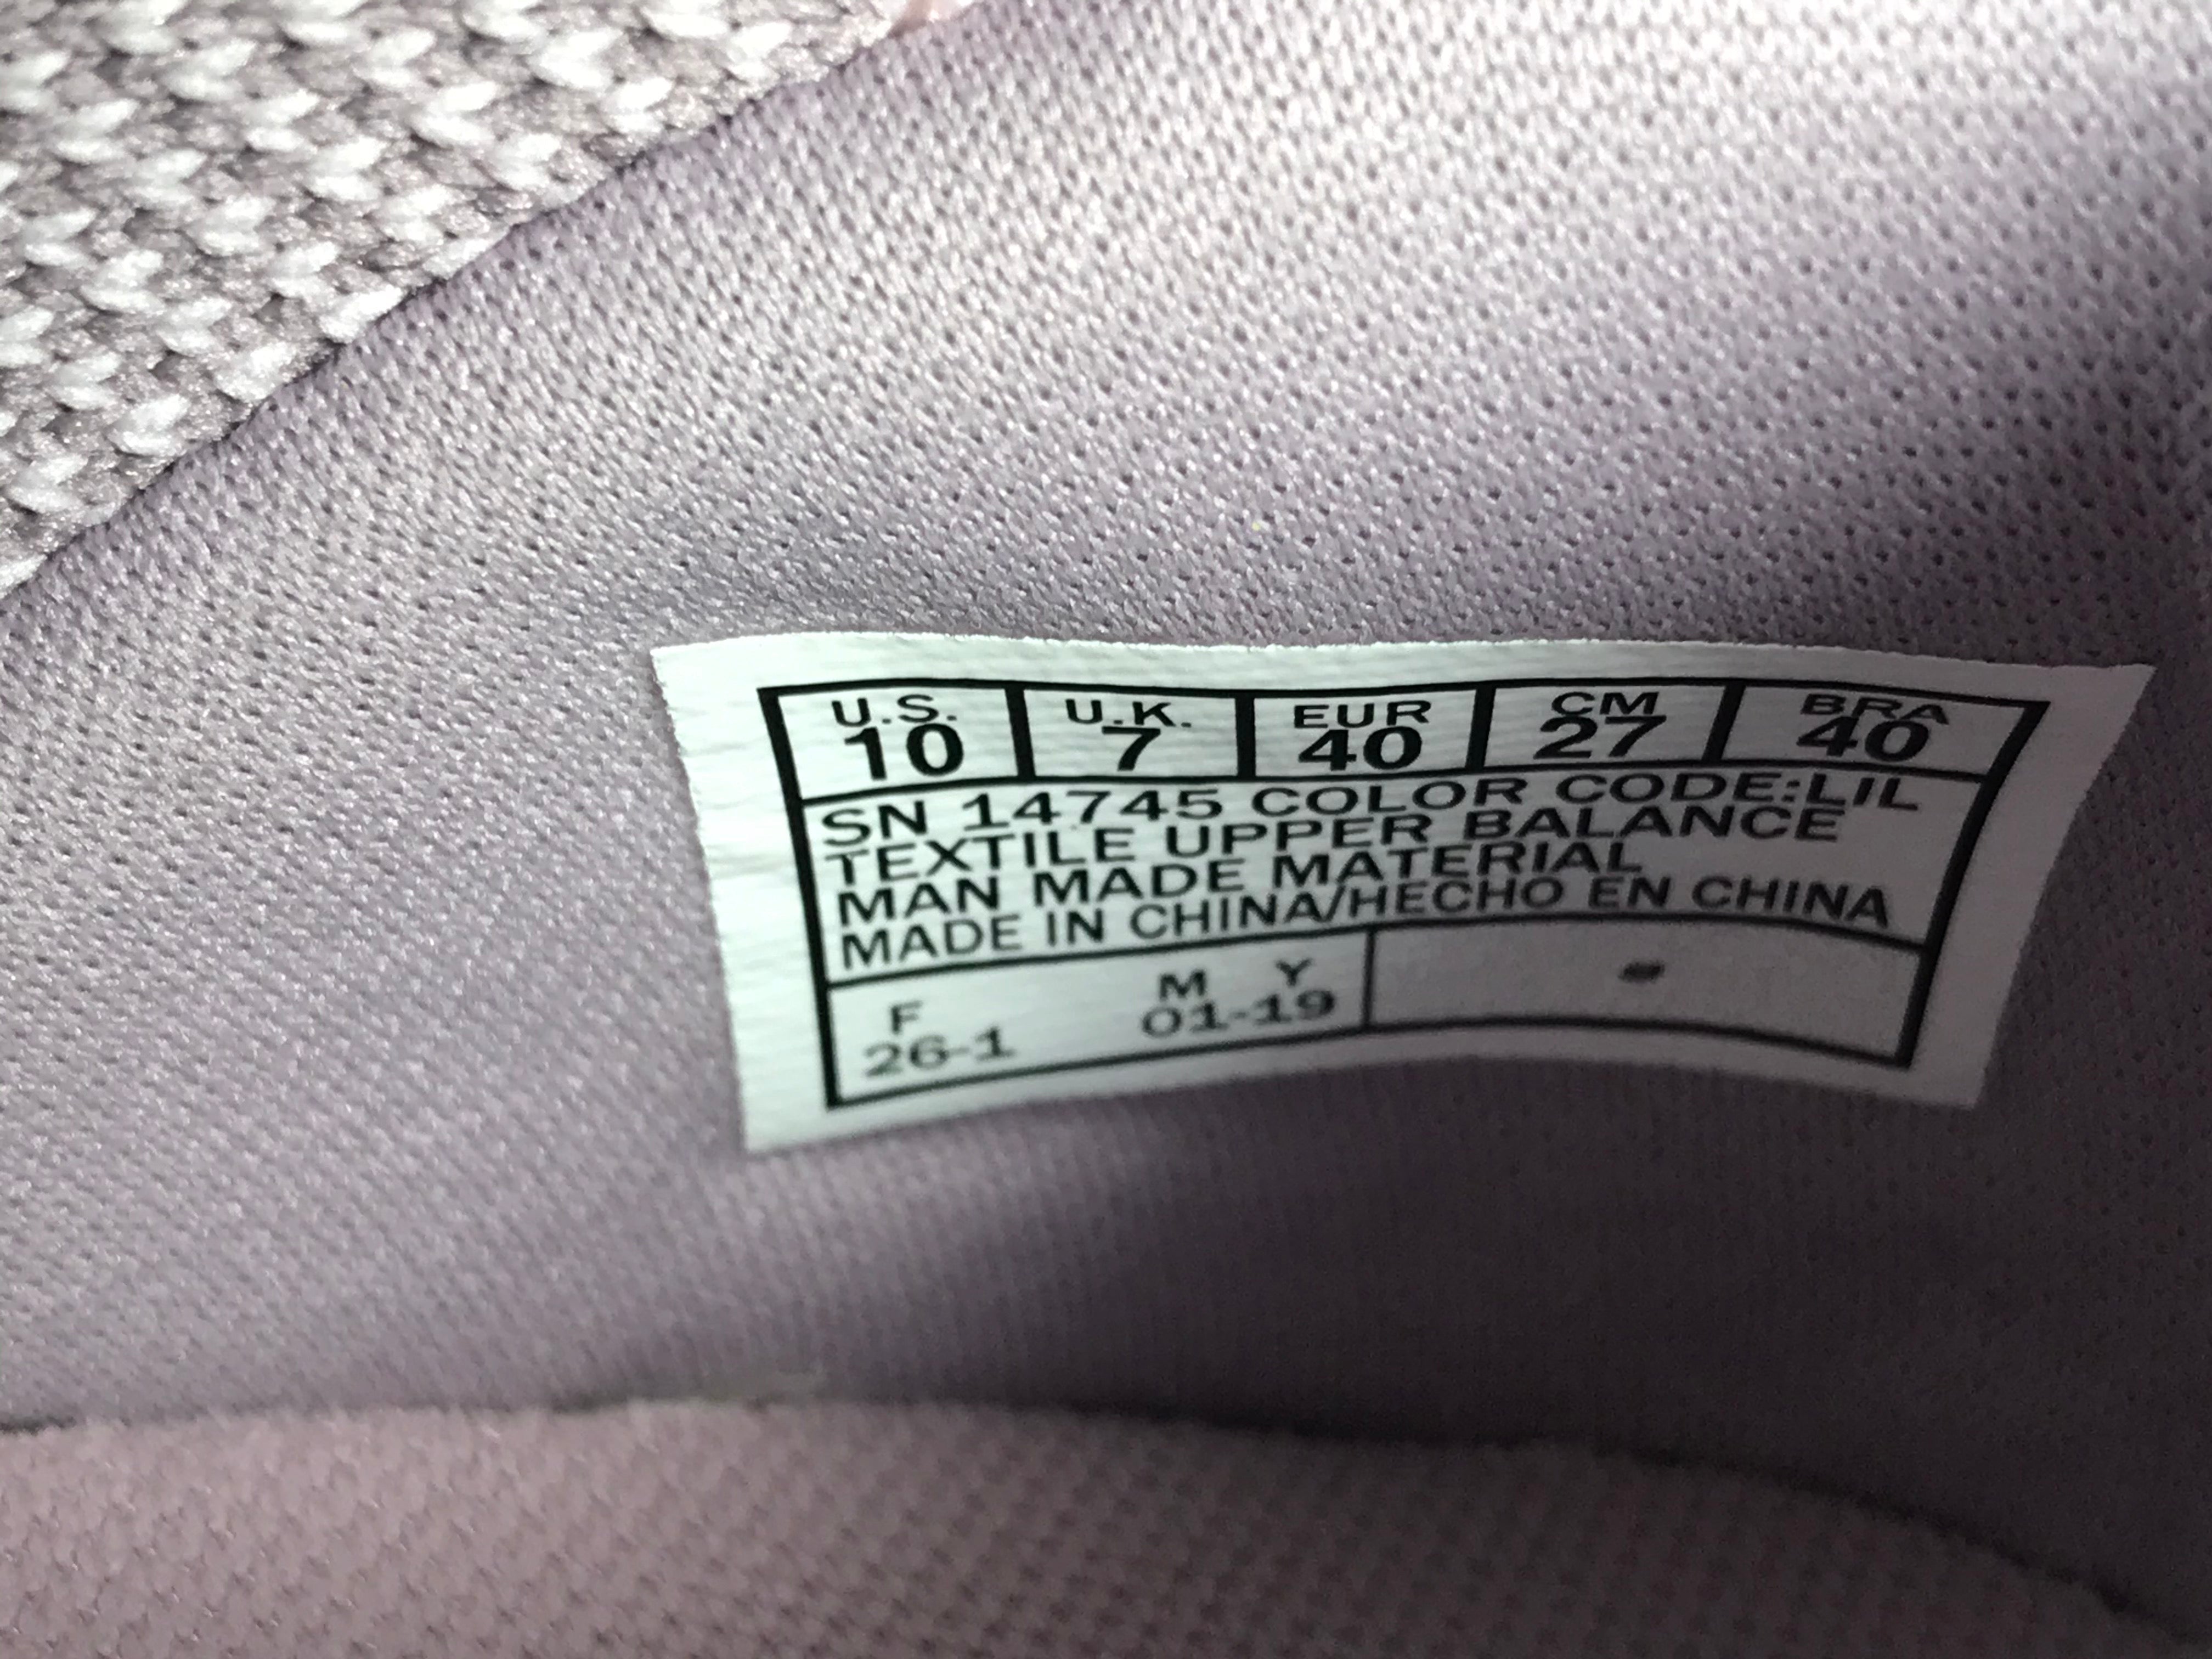 U.S. U.K. EUR CM BRA
10 7 40 27 40
SN 14745 COLOR CODE:LIL
TEXTILE UPPER BALANCE
MAN MADE MATERIAL
MADE IN CHINA/HECHO EN CHINA
F M Y
26-1 01-19